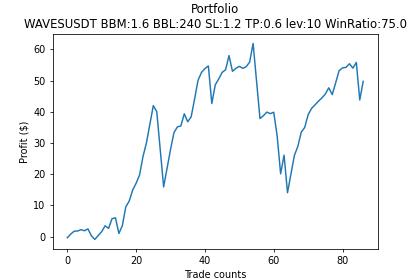 Portfolio
WAVESUSDT BBM:1.6 BBL:240 SL:1.2 TP:0.6 lev:10 WinRatio:75.0
60
50
40
30
20
10
0
Profit ($)
0 20 40 60 80
Trade counts